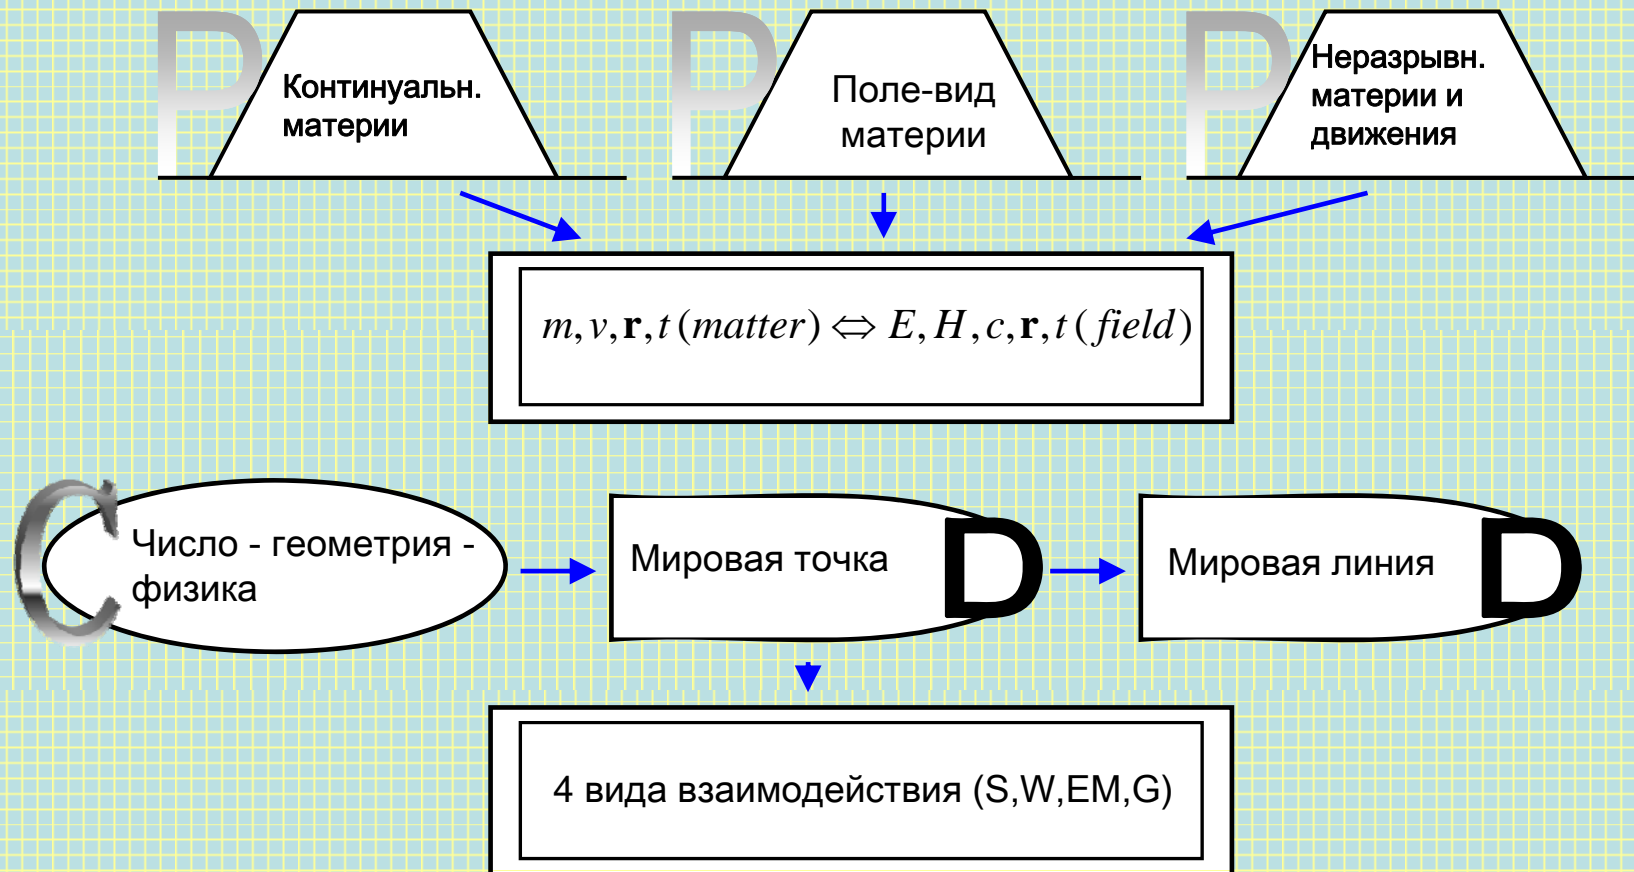 P
Континуальн.
материи
P
Поле-вид
материи
P
Неразрывн.
материи и
движения
m,v,r,t(matter)⇔E,H,c,r,t(field)
C
Число - геометрия -
физика
Мировая точка
D
Мировая линия
D
4 вида взаимодействия (S,W,EM,G)